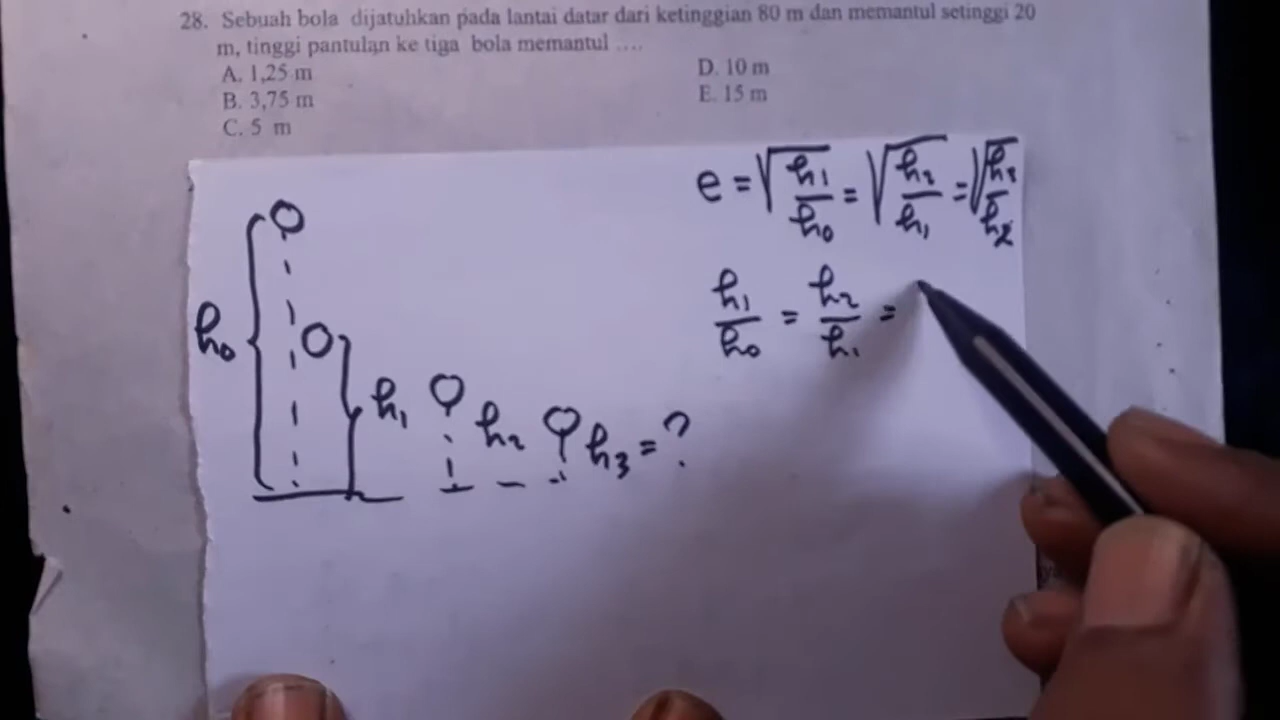 28. Sebuah bola dijatuhkan pada lantai datar dari ketinggian 80 m dan memantul setinggi 20
m, tinggi pantulan ke tiga bola memantul ....
A. 1,25 m
D. 10 m
B. 3,75 m
E. 15 m
C. 5 m
e = √(h₁/h₀) = √(h₂/h₁) = √(h₃/h₂)
h₁/h₀ = h₂/h₁ =
h₀
h₁
h₂
h₃ = ?